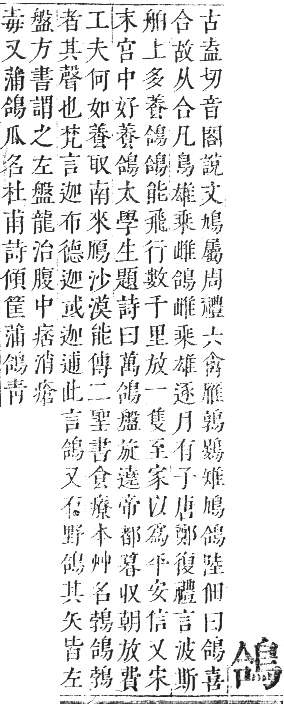 鴿
古盍切音閤說文鳩屬周禮六禽雁鶉鷃雉鳩鴿陸佃曰鴿喜
合故从合凡鳥雄乘雌鴿雌乘雄逐月有子唐鄭復禮言波斯
舶上多養鴿鴿能飛行數千里放一隻至家以為平安信又宋
末宮中好養鴿太學生題詩曰萬鴿盤旋遶帝都暮収朝放費
工夫何如養取南來鴈沙漠能傳二聖書食療本艸名鵓鴿鵓
者其聲也梵言迦布德迦或迦逋此言鴿又有野鴿其矢皆左
盤方書謂之左盤龍治腹中痞消瘡
毒又蒲鴿瓜名杜甫詩傾筐蒲鴿青